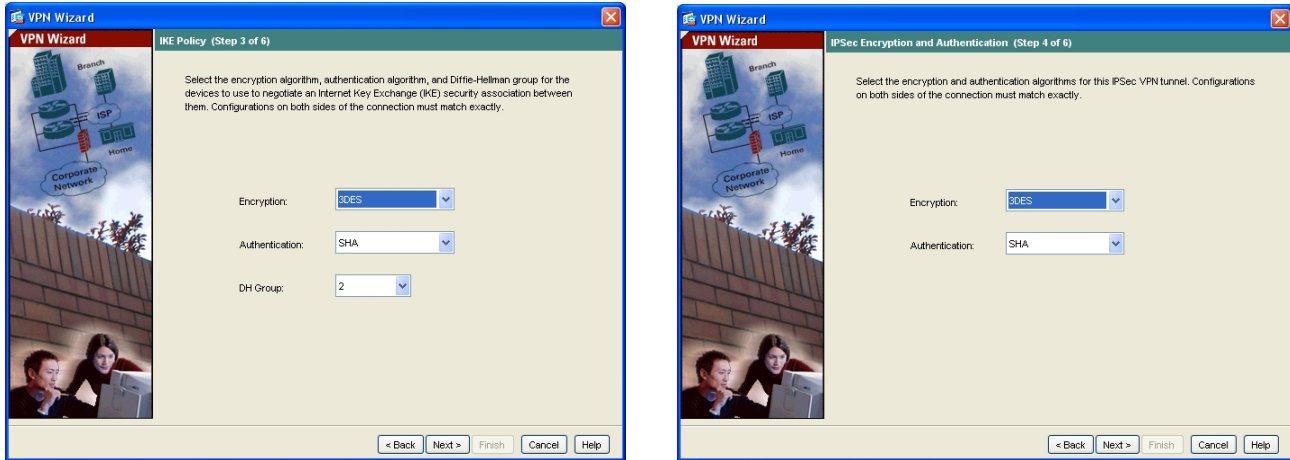 VPN Wizard
VPN Wizard
IKE Policy (Step 3 of 6)
Branch
ISP
Home
Corporate
Network
Select the encryption algorithm, authentication algorithm, and Diffie-Hellman group for the
devices to use to negotiate an Internet Key Exchange (IKE) security association between
them. Configurations on both sides of the connection must match exactly.
Encryption:
3DES
Authentication:
SHA
DH Group:
2
< Back
Next >
Finish
Cancel
Help
VPN Wizard
VPN Wizard
IPSec Encryption and Authentication (Step 4 of 6)
Branch
ISP
Home
Corporate
Network
Select the encryption and authentication algorithms for this IPSec VPN tunnel. Configurations
on both sides of the connection must match exactly.
Encryption:
3DES
Authentication:
SHA
< Back
Next >
Finish
Cancel
Help